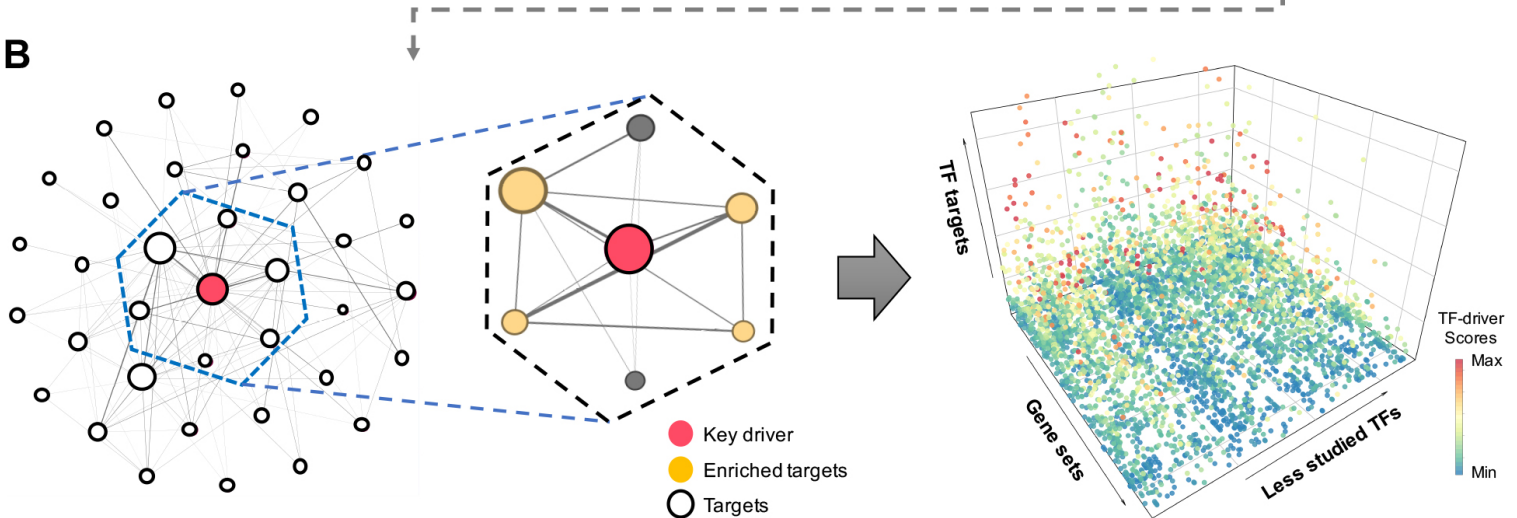 B
Key driver
Enriched targets
Targets
TF targets
Gene sets
Less studied TFs
TF-driver
Scores
Max
Min